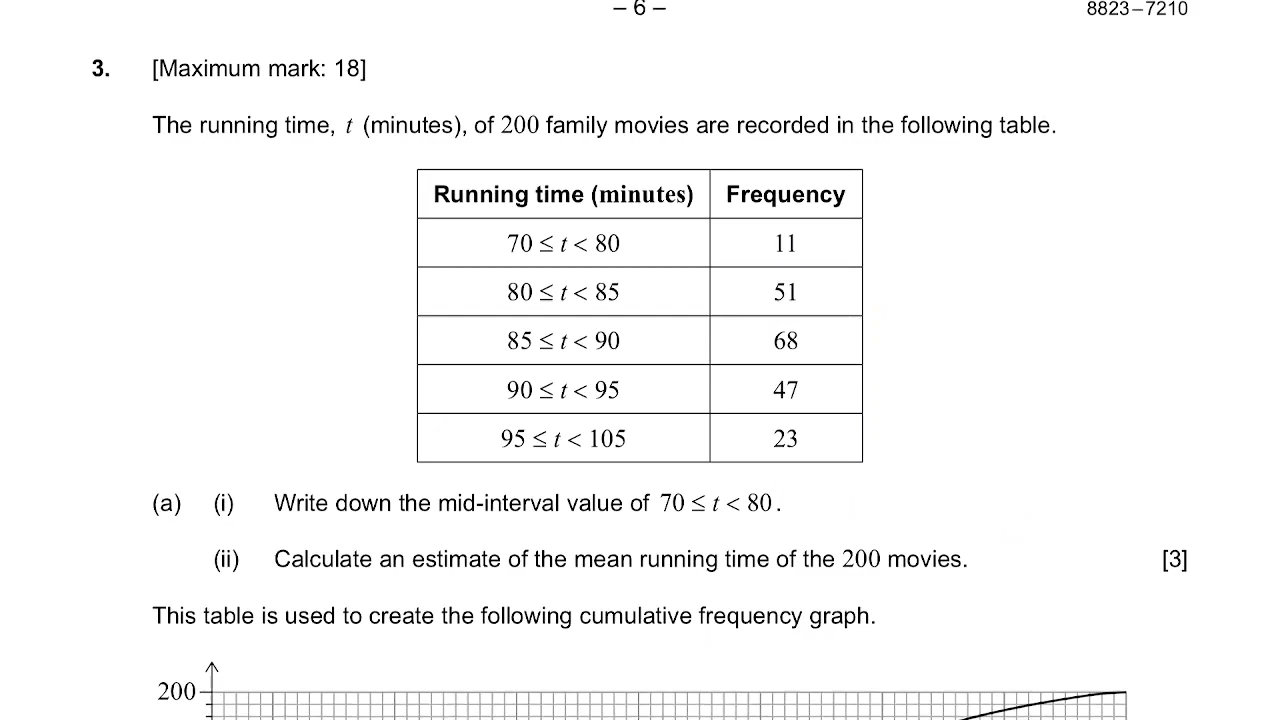 – 6 –
8823–7210
3. [Maximum mark: 18]
The running time, t (minutes), of 200 family movies are recorded in the following table.
Running time (minutes) Frequency
70 ≤ t < 80 11
80 ≤ t < 85 51
85 ≤ t < 90 68
90 ≤ t < 95 47
95 ≤ t < 105 23
(a) (i) Write down the mid-interval value of 70 ≤ t < 80.
(ii) Calculate an estimate of the mean running time of the 200 movies. [3]
This table is used to create the following cumulative frequency graph.
200